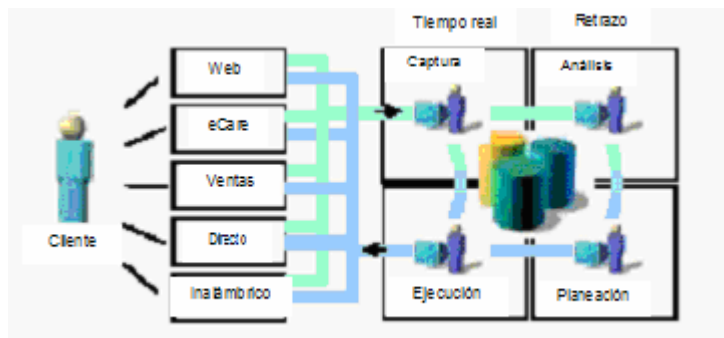 Tiempo real
Retrazo
Web
Captura
Análisis
eCare
Ventas
Cliente
Directo
Inalámbrico
Ejecución
Planeación